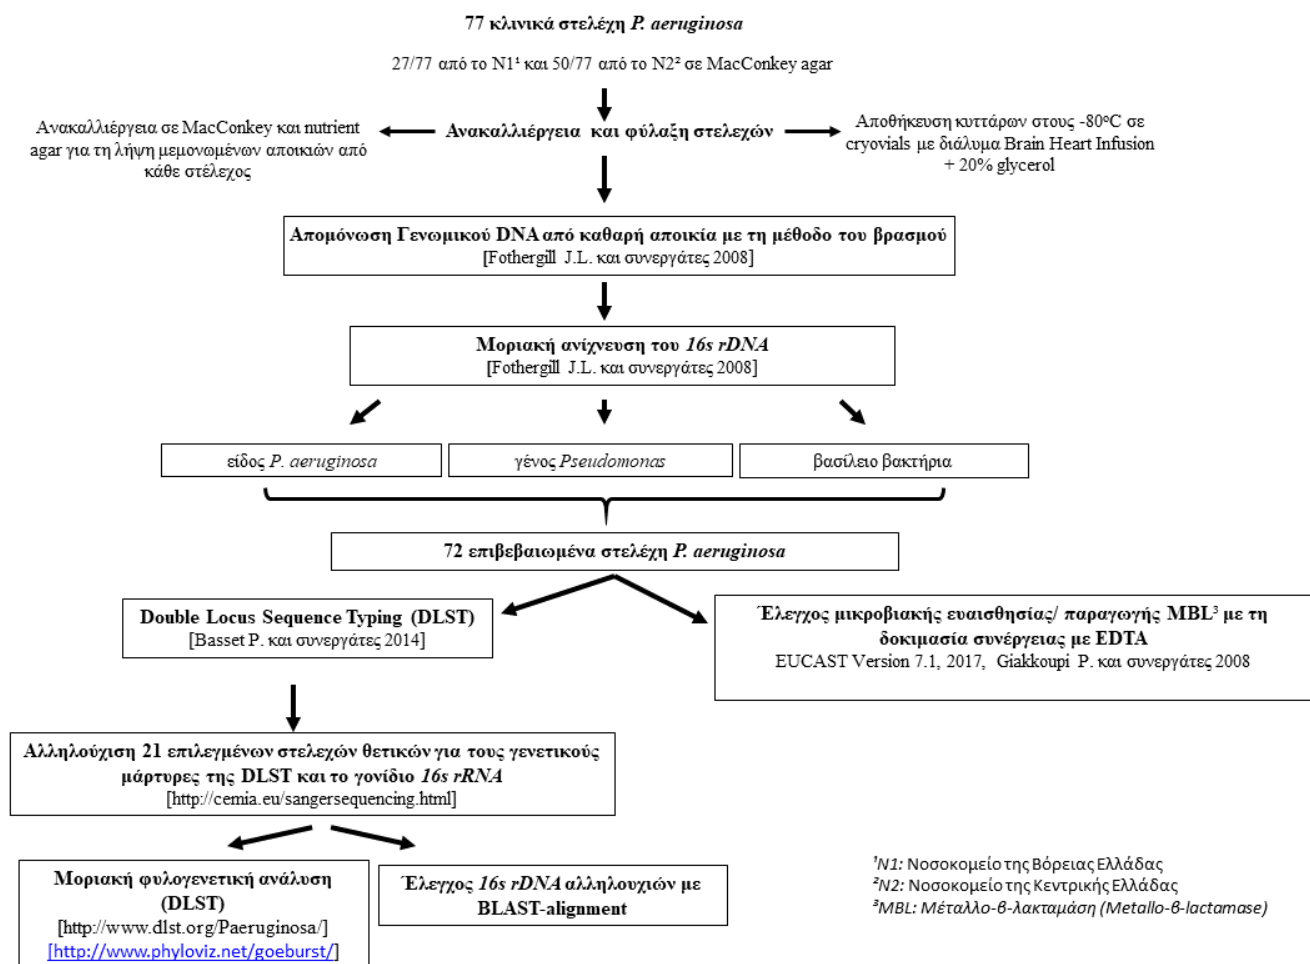 77 κλινικά στελέχη P. aeruginosa
27/77 από το N1¹ και 50/77 από το N2² σε MacConkey agar
Ανακαλλιέργεια σε MacConkey και nutrient
agar για τη λήψη μεμονωμένων αποικιών από
κάθε στέλεχος
Ανακαλλιέργεια και φύλαξη στελεχών
Αποθήκευση κυττάρων στους -80°C σε
cryovials με διάλυμα Brain Heart Infusion
+ 20% glycerol
Απομόνωση Γενωμικού DNA από καθαρή αποικία με τη μέθοδο του βρασμού
[Fothergill J.L. και συνεργάτες 2008]
Μοριακή ανίχνευση του 16s rDNA
[Fothergill J.L. και συνεργάτες 2008]
είδος P. aeruginosa
γένος Pseudomonas
βασίλειο βακτήρια
72 επιβεβαιωμένα στελέχη P. aeruginosa
Double Locus Sequence Typing (DLST)
[Basset P. και συνεργάτες 2014]
Έλεγχος μικροβιακής ευαισθησίας/ παραγωγής MBL³ με τη
δοκιμασία συνέργειας με EDTA
EUCAST Version 7.1, 2017, Giakkoupi P. και συνεργάτες 2008
Αλληλούχιση 21 επιλεγμένων στελεχών θετικών για τους γενετικούς
μάρτυρες της DLST και το γονίδιο 16s rRNA
[http://cemia.eu/sangersequencing.html]
Μοριακή φυλογενετική ανάλυση
(DLST)
[http://www.dlst.org/Paeruginosa/]
[http://www.phyloviz.net/goeburst/]
Έλεγχος 16s rDNA αλληλουχιών με
BLAST-alignment
¹N1: Νοσοκομείο της Βόρειας Ελλάδας
²N2: Νοσοκομείο της Κεντρικής Ελλάδας
³MBL: Μέταλλο-β-λακταμάση (Metallo-β-lactamase)